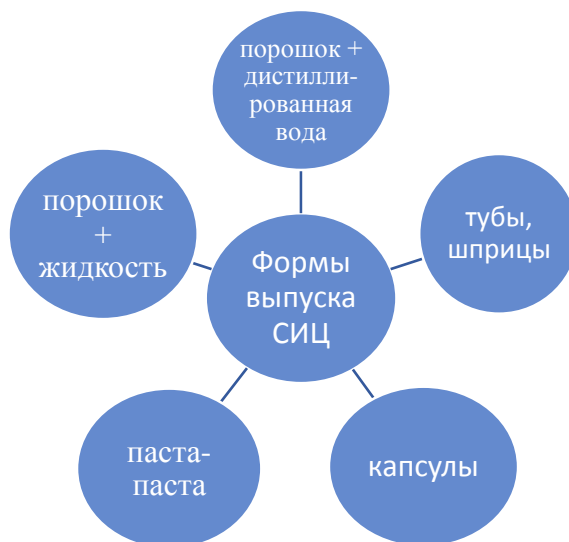 порошок +
дистилли-
рованная
вода
тубы,
шприцы
капсулы
паста-
паста
порошок
+
жидкость
Формы
выпуска
СИЦ